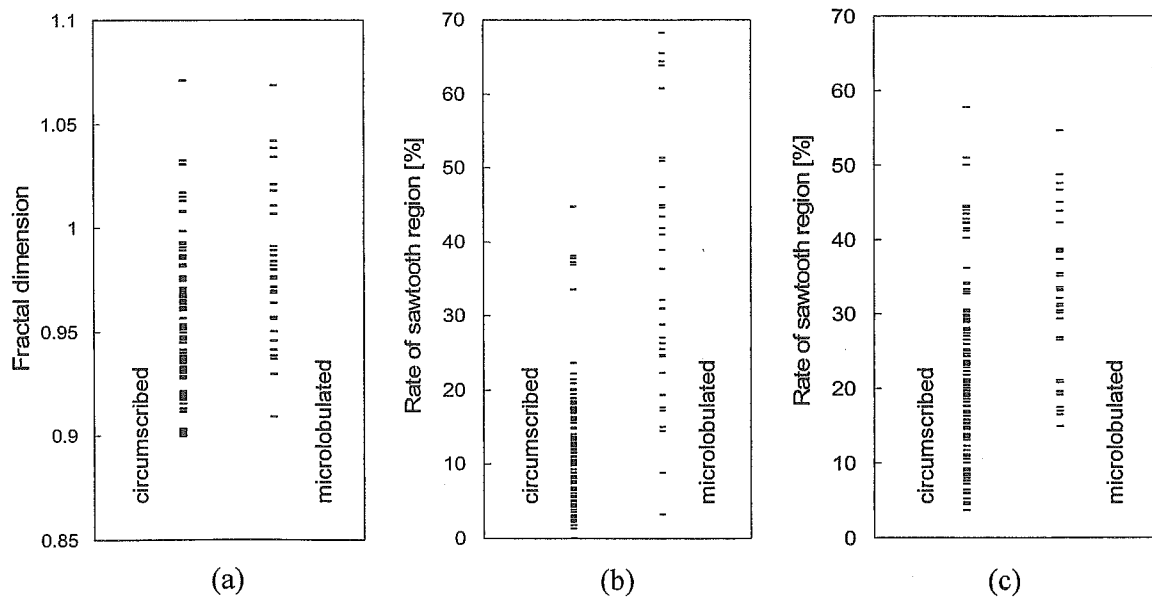 Fractal dimension
1.1
1.05
1
0.95
0.9
0.85
circumscribed
microlobulated
(a)
Rate of sawtooth region [%]
70
60
50
40
30
20
10
0
circumscribed
microlobulated
(b)
Rate of sawtooth region [%]
70
60
50
40
30
20
10
0
circumscribed
microlobulated
(c)